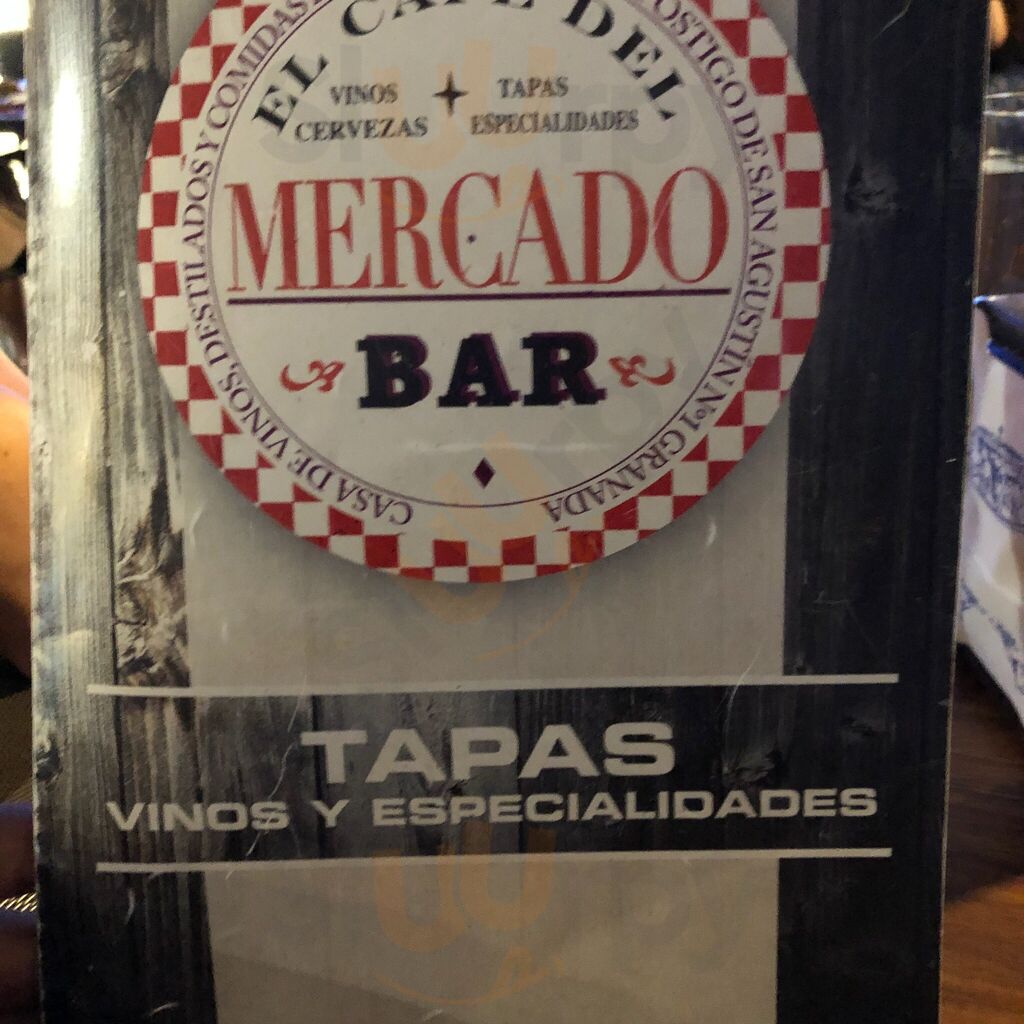 EL CAFE DEL
VINOS
CERVEZAS
TAPAS
ESPECIALIDADES
MERCADO
BAR
CASA DE VINOS, DESTILADOS Y COMIDAS
POSTIGO DE SAN AGUSTIN Nº1 GRANADA
TAPAS
VINOS Y ESPECIALIDADES